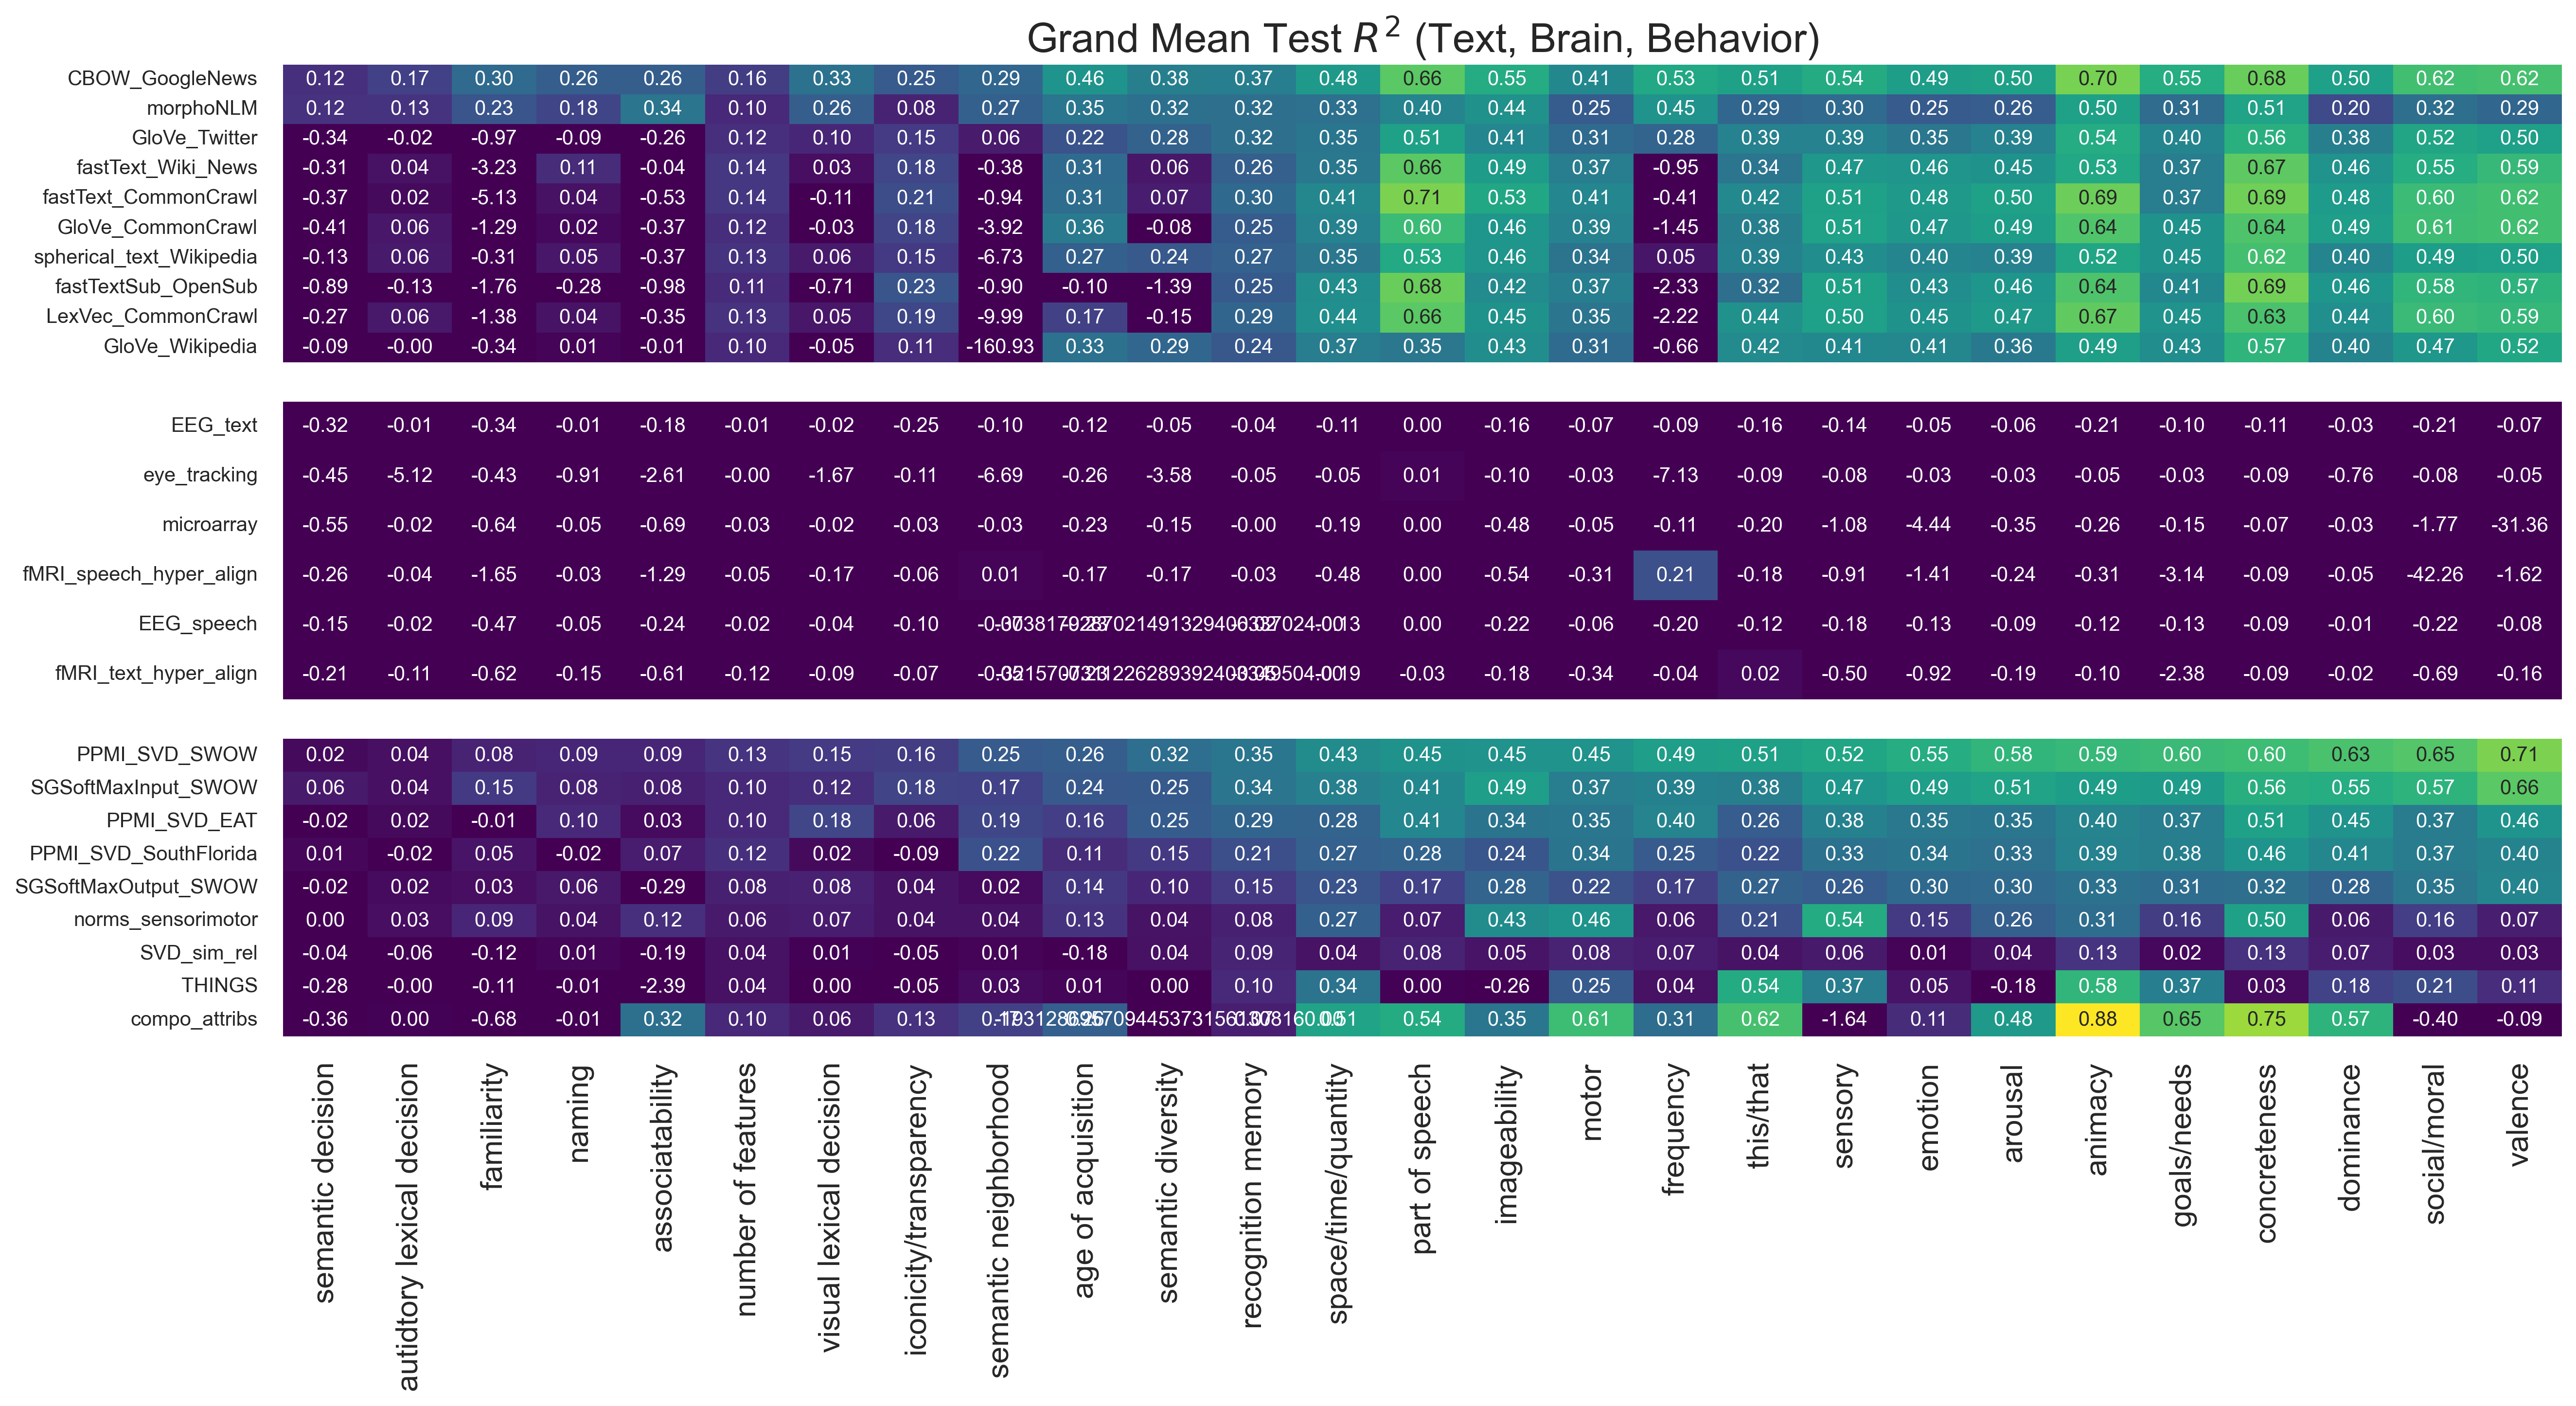 Grand Mean Test R² (Text, Brain, Behavior)
CBOW_GoogleNews 0.12 0.17 0.30 0.26 0.26 0.16 0.33 0.25 0.29 0.46 0.38 0.37 0.48 0.66 0.55 0.41 0.53 0.51 0.54 0.49 0.50 0.70 0.55 0.68 0.50 0.62 0.62
morphoNLM 0.12 0.13 0.23 0.18 0.34 0.10 0.26 0.08 0.27 0.35 0.32 0.32 0.33 0.40 0.44 0.25 0.45 0.29 0.30 0.25 0.26 0.50 0.31 0.51 0.20 0.32 0.29
GloVe_Twitter -0.34 -0.02 -0.97 -0.09 -0.26 0.12 0.10 0.15 0.06 0.22 0.28 0.32 0.35 0.51 0.41 0.31 0.28 0.39 0.39 0.35 0.39 0.54 0.40 0.56 0.38 0.52 0.50
fastText_Wiki_News -0.31 0.04 -3.23 0.11 -0.04 0.14 0.03 0.18 -0.38 0.31 0.06 0.26 0.35 0.66 0.49 0.37 -0.95 0.34 0.47 0.46 0.45 0.53 0.37 0.67 0.46 0.55 0.59
fastText_CommonCrawl -0.37 0.02 -5.13 0.04 -0.53 0.14 -0.11 0.21 -0.94 0.31 0.07 0.30 0.41 0.71 0.53 0.41 -0.41 0.42 0.51 0.48 0.50 0.69 0.37 0.69 0.48 0.60 0.62
GloVe_CommonCrawl -0.41 0.06 -1.29 0.02 -0.37 0.12 -0.03 0.18 -3.92 0.36 -0.08 0.25 0.39 0.60 0.46 0.39 -1.45 0.38 0.51 0.47 0.49 0.64 0.45 0.64 0.49 0.61 0.62
spherical_text_Wikipedia -0.13 0.06 -0.31 0.05 -0.37 0.13 0.06 0.15 -6.73 0.27 0.24 0.27 0.35 0.53 0.46 0.34 0.05 0.39 0.43 0.40 0.39 0.52 0.45 0.62 0.40 0.49 0.50
fastTextSub_OpenSub -0.89 -0.13 -1.76 -0.28 -0.98 0.11 -0.71 0.23 -0.90 -0.10 -1.39 0.25 0.43 0.68 0.42 0.37 -2.33 0.32 0.51 0.43 0.46 0.64 0.41 0.69 0.46 0.58 0.57
LexVec_CommonCrawl -0.27 0.06 -1.38 0.04 -0.35 0.13 0.05 0.19 -9.99 0.17 -0.15 0.29 0.44 0.66 0.45 0.35 -2.22 0.44 0.50 0.45 0.47 0.67 0.45 0.63 0.44 0.60 0.59
GloVe_Wikipedia -0.09 -0.00 -0.34 0.01 -0.01 0.10 -0.05 0.11 -160.93 0.33 0.29 0.24 0.37 0.35 0.43 0.31 -0.66 0.42 0.41 0.41 0.36 0.49 0.43 0.57 0.40 0.47 0.52
EEG_text -0.32 -0.01 -0.34 -0.01 -0.18 -0.01 -0.02 -0.25 -0.10 -0.12 -0.05 -0.04 -0.11 0.00 -0.16 -0.07 -0.09 -0.16 -0.14 -0.05 -0.06 -0.21 -0.10 -0.11 -0.03 -0.21 -0.07
eye_tracking -0.45 -5.12 -0.43 -0.91 -2.61 -0.00 -1.67 -0.11 -6.69 -0.26 -3.58 -0.05 -0.05 0.01 -0.10 -0.03 -7.13 -0.09 -0.08 -0.03 -0.03 -0.05 -0.03 -0.09 -0.76 -0.08 -0.05
microarray -0.55 -0.02 -0.64 -0.05 -0.69 -0.03 -0.02 -0.03 -0.03 -0.23 -0.15 -0.00 -0.19 0.00 -0.48 -0.05 -0.11 -0.20 -1.08 -4.44 -0.35 -0.26 -0.15 -0.07 -0.03 -1.77 -31.36
fMRI_speech_hyper_align -0.26 -0.04 -1.65 -0.03 -1.29 -0.05 -0.17 -0.06 0.01 -0.17 -0.17 -0.03 -0.48 0.00 -0.54 -0.31 0.21 -0.18 -0.91 -1.41 -0.24 -0.31 -3.14 -0.09 -0.05 -42.26 -1.62
EEG_speech -0.15 -0.02 -0.47 -0.05 -0.24 -0.02 -0.04 -0.10 0.00 -0.22 -0.06 -0.20 -0.12 -0.18 -0.13 -0.09 -0.12 -0.13 -0.09 -0.01 -0.22 -0.08
fMRI_text_hyper_align -0.21 -0.11 -0.62 -0.15 -0.61 -0.12 -0.09 -0.07 -0.03 -0.18 -0.34 -0.04 0.02 -0.50 -0.92 -0.19 -0.10 -2.38 -0.09 -0.02 -0.69 -0.16
PPMI_SVD_SWOW 0.02 0.04 0.08 0.09 0.09 0.13 0.15 0.16 0.25 0.26 0.32 0.35 0.43 0.45 0.45 0.45 0.49 0.51 0.52 0.55 0.58 0.59 0.60 0.60 0.63 0.65 0.71
SGSoftMaxInput_SWOW 0.06 0.04 0.15 0.08 0.08 0.10 0.12 0.18 0.17 0.24 0.25 0.34 0.38 0.41 0.49 0.37 0.39 0.38 0.47 0.49 0.51 0.49 0.49 0.56 0.55 0.57 0.66
PPMI_SVD_EAT -0.02 0.02 -0.01 0.10 0.03 0.10 0.18 0.06 0.19 0.16 0.25 0.29 0.28 0.41 0.34 0.35 0.40 0.26 0.38 0.35 0.35 0.40 0.37 0.51 0.45 0.37 0.46
PPMI_SVD_SouthFlorida 0.01 -0.02 0.05 -0.02 0.07 0.12 0.02 -0.09 0.22 0.11 0.15 0.21 0.27 0.28 0.24 0.34 0.25 0.22 0.33 0.34 0.33 0.39 0.38 0.46 0.41 0.37 0.40
SGSoftMaxOutput_SWOW -0.02 0.02 0.03 0.06 -0.29 0.08 0.08 0.04 0.02 0.14 0.10 0.15 0.23 0.17 0.28 0.22 0.17 0.27 0.26 0.30 0.30 0.33 0.31 0.32 0.28 0.35 0.40
norms_sensorimotor 0.00 0.03 0.09 0.04 0.12 0.06 0.07 0.04 0.04 0.13 0.04 0.08 0.27 0.07 0.43 0.46 0.06 0.21 0.54 0.15 0.26 0.31 0.16 0.50 0.06 0.16 0.07
SVD_sim_rel -0.04 -0.06 -0.12 0.01 -0.19 0.04 0.01 -0.05 0.01 -0.18 0.04 0.09 0.04 0.08 0.05 0.08 0.07 0.04 0.06 0.01 0.04 0.13 0.02 0.13 0.07 0.03 0.03
THINGS -0.28 -0.00 -0.11 -0.01 -2.39 0.04 0.00 -0.05 0.03 0.01 0.00 0.10 0.34 0.00 -0.26 0.25 0.04 0.54 0.37 0.05 -0.18 0.58 0.37 0.03 0.18 0.21 0.11
compo_attribs -0.36 0.00 -0.68 -0.01 0.32 0.10 0.06 0.13 0.54 0.35 0.61 0.31 0.62 -1.64 0.11 0.48 0.88 0.65 0.75 0.57 -0.40 -0.09
semantic decision
autidtory lexical decision
familiarity
naming
associatability
number of features
visual lexical decision
iconicity/transparency
semantic neighborhood
age of acquisition
semantic diversity
recognition memory
space/time/quantity
part of speech
imageability
motor
frequency
this/that
sensory
emotion
arousal
animacy
goals/needs
concreteness
dominance
social/moral
valence